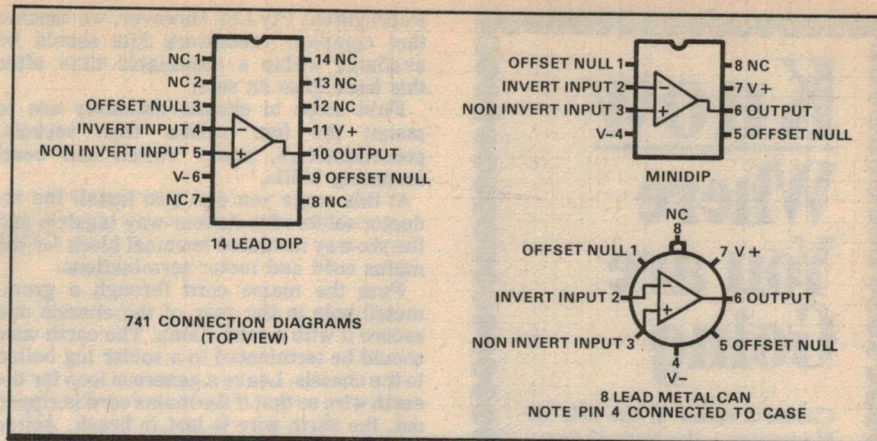 NC 1
NC 2
OFFSET NULL 3
INVERT INPUT 4
NON INVERT INPUT 5
V- 6
NC 7
14 NC
13 NC
12 NC
11 V+
10 OUTPUT
9 OFFSET NULL
8 NC
- +
14 LEAD DIP
741 CONNECTION DIAGRAMS
(TOP VIEW)
OFFSET NULL 1
INVERT INPUT 2
NON INVERT INPUT 3
V- 4
8 NC
7 V+
6 OUTPUT
5 OFFSET NULL
- +
MINIDIP
NC
8
OFFSET NULL 1
7 V+
INVERT INPUT 2
6 OUTPUT
NON INVERT INPUT 3
5 OFFSET NULL
4
V-
- +
8 LEAD METAL CAN
NOTE PIN 4 CONNECTED TO CASE